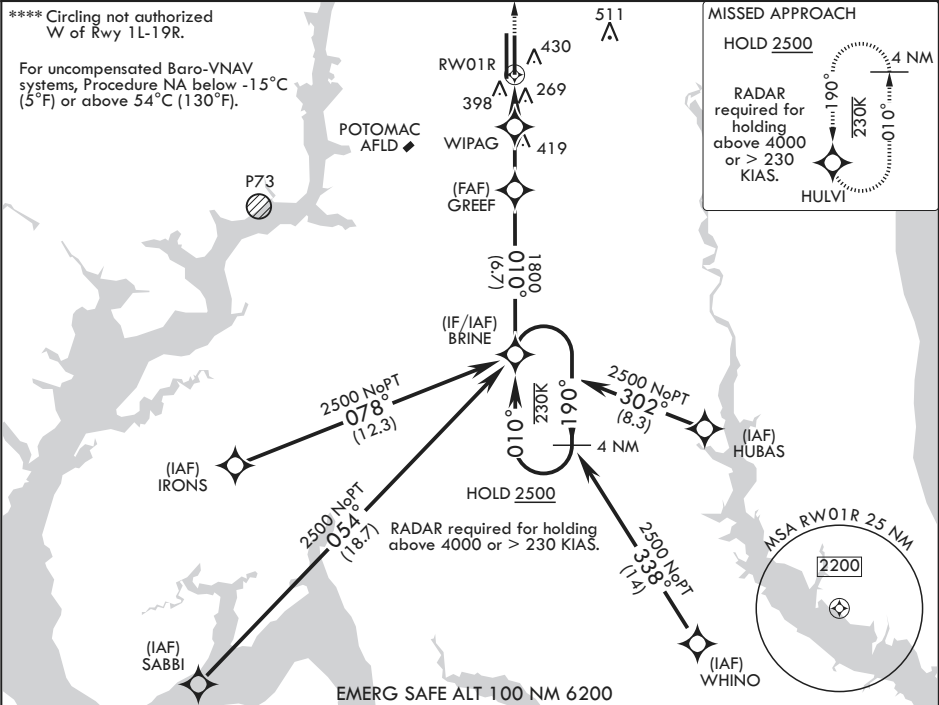 **** Circling not authorized
W of Rwy 1L-19R.
For uncompensated Baro-VNAV
systems, Procedure NA below -15°C
(5°F) or above 54°C (130°F).
511
430
RW01R
269
398
POTOMAC
AFLD
WIPAG
419
P73
(FAF)
GREEF
MISSED APPROACH
HOLD 2500
4 NM
RADAR
required for
holding
above 4000
or > 230
KIAS.
190°
230K
010°
HULVI
1800
010°
(6.7)
(IF/IAF)
BRINE
2500 NoPT
078°
(12.3)
(IAF)
IRONS
010°
230K
190°
4 NM
HOLD 2500
2500 NoPT
302°
(8.3)
(IAF)
HUBAS
RADAR required for holding
above 4000 or > 230 KIAS.
2500 NoPT
054°
(18.7)
(IAF)
SABBI
2500 NoPT
338°
(14)
(IAF)
WHINO
MSA RW01R 25 NM
2200
EMERG SAFE ALT 100 NM 6200